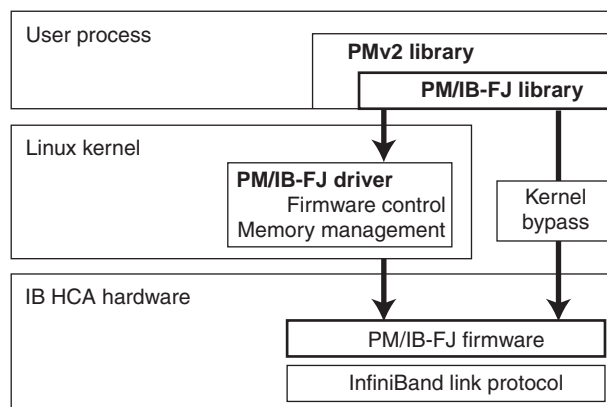 User process
PMv2 library
PM/IB-FJ library
Linux kernel
PM/IB-FJ driver
Firmware control
Memory management
Kernel
bypass
IB HCA hardware
PM/IB-FJ firmware
InfiniBand link protocol